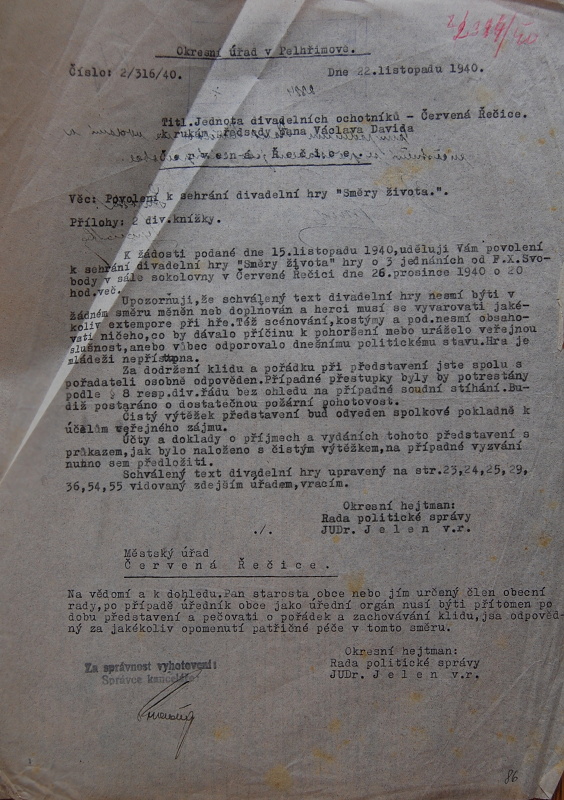 Okresní úřad v Pelhřimově.
Číslo: 2/316/40.
Dne 22.listopadu 1940.
Titl.Jednota divadelních ochotníků - Červená Řečice.
k rukám řídsady Pana Václava Davida
Červená Řečice.
Věc: Povolení k sehrání divadelní hry "Směry života.".
Přílohy: 2 div.knížky.
K žádosti podané dne 15.listopadu 1940,uděluji Vám povolení
k sehrání divadelní hry "Směry života" hry o 3 jednáních od F.X.Svo-
body v sále sokolovny v Červené Řečici dne 26.prosince 1940 o 20
hod.več.
Upozorňuji,že schválený text divadelní hry nesmí býti v
žádném směru měněn neb doplňován a herci musí se vyvarovati jaké-
koliv extempore při hře.Též scénování,kostýmy a pod.nesmí obsaho-
vati ničeho,co by dávalo příčinu k pohoršení nebo uráželo veřejnou
slušnost,anebo vůbec odporovalo dnešnímu politickému stavu.Hra je
mládeži nepřístupna.
Za dodržení klidu a pořádku při představení jste spolu s
pořadateli osobně odpověden.Případné přestupky byly by potrestány
podle § 8 resp.div.řádu bez ohledu na případné soudní stíhání.Bu-
diž postaráno o dostatečnou požární pohotovost.
Čistý výtěžek představení buď odveden spolkové pokladně k
účelům veřejného zájmu.
Účty a doklady o příjmech a vydáních tohoto představení s
průkazem,jak bylo naloženo s čistým výtěžkem,na případné vyzvání
nutno sem předložiti.
Schválený text divadelní hry upravený na str.23,24,25,29,
36,54,55 vidovaný zdejším úřadem,vracím.
Okresní hejtman:
Rada politické správy
JUDr. Jelen v.r.
./.
Městský úřad
Červená Řečice.
Na vědomí a k dohledu.Pan starosta obce nebo jím určený člen obecní
rady,po případě úředník obce jako úřední orgán musí býti přítomen po
dobu představení a pečovati o pořádek a zachovávání klidu,jsa odpověd-
ný za jakékoliv opomenutí patřičné péče v tomto směru.
Okresní hejtman:
Rada politické správy
JUDr. Jelen v.r.
Za správnost vyhotovení:
Správce kanceláře:
86